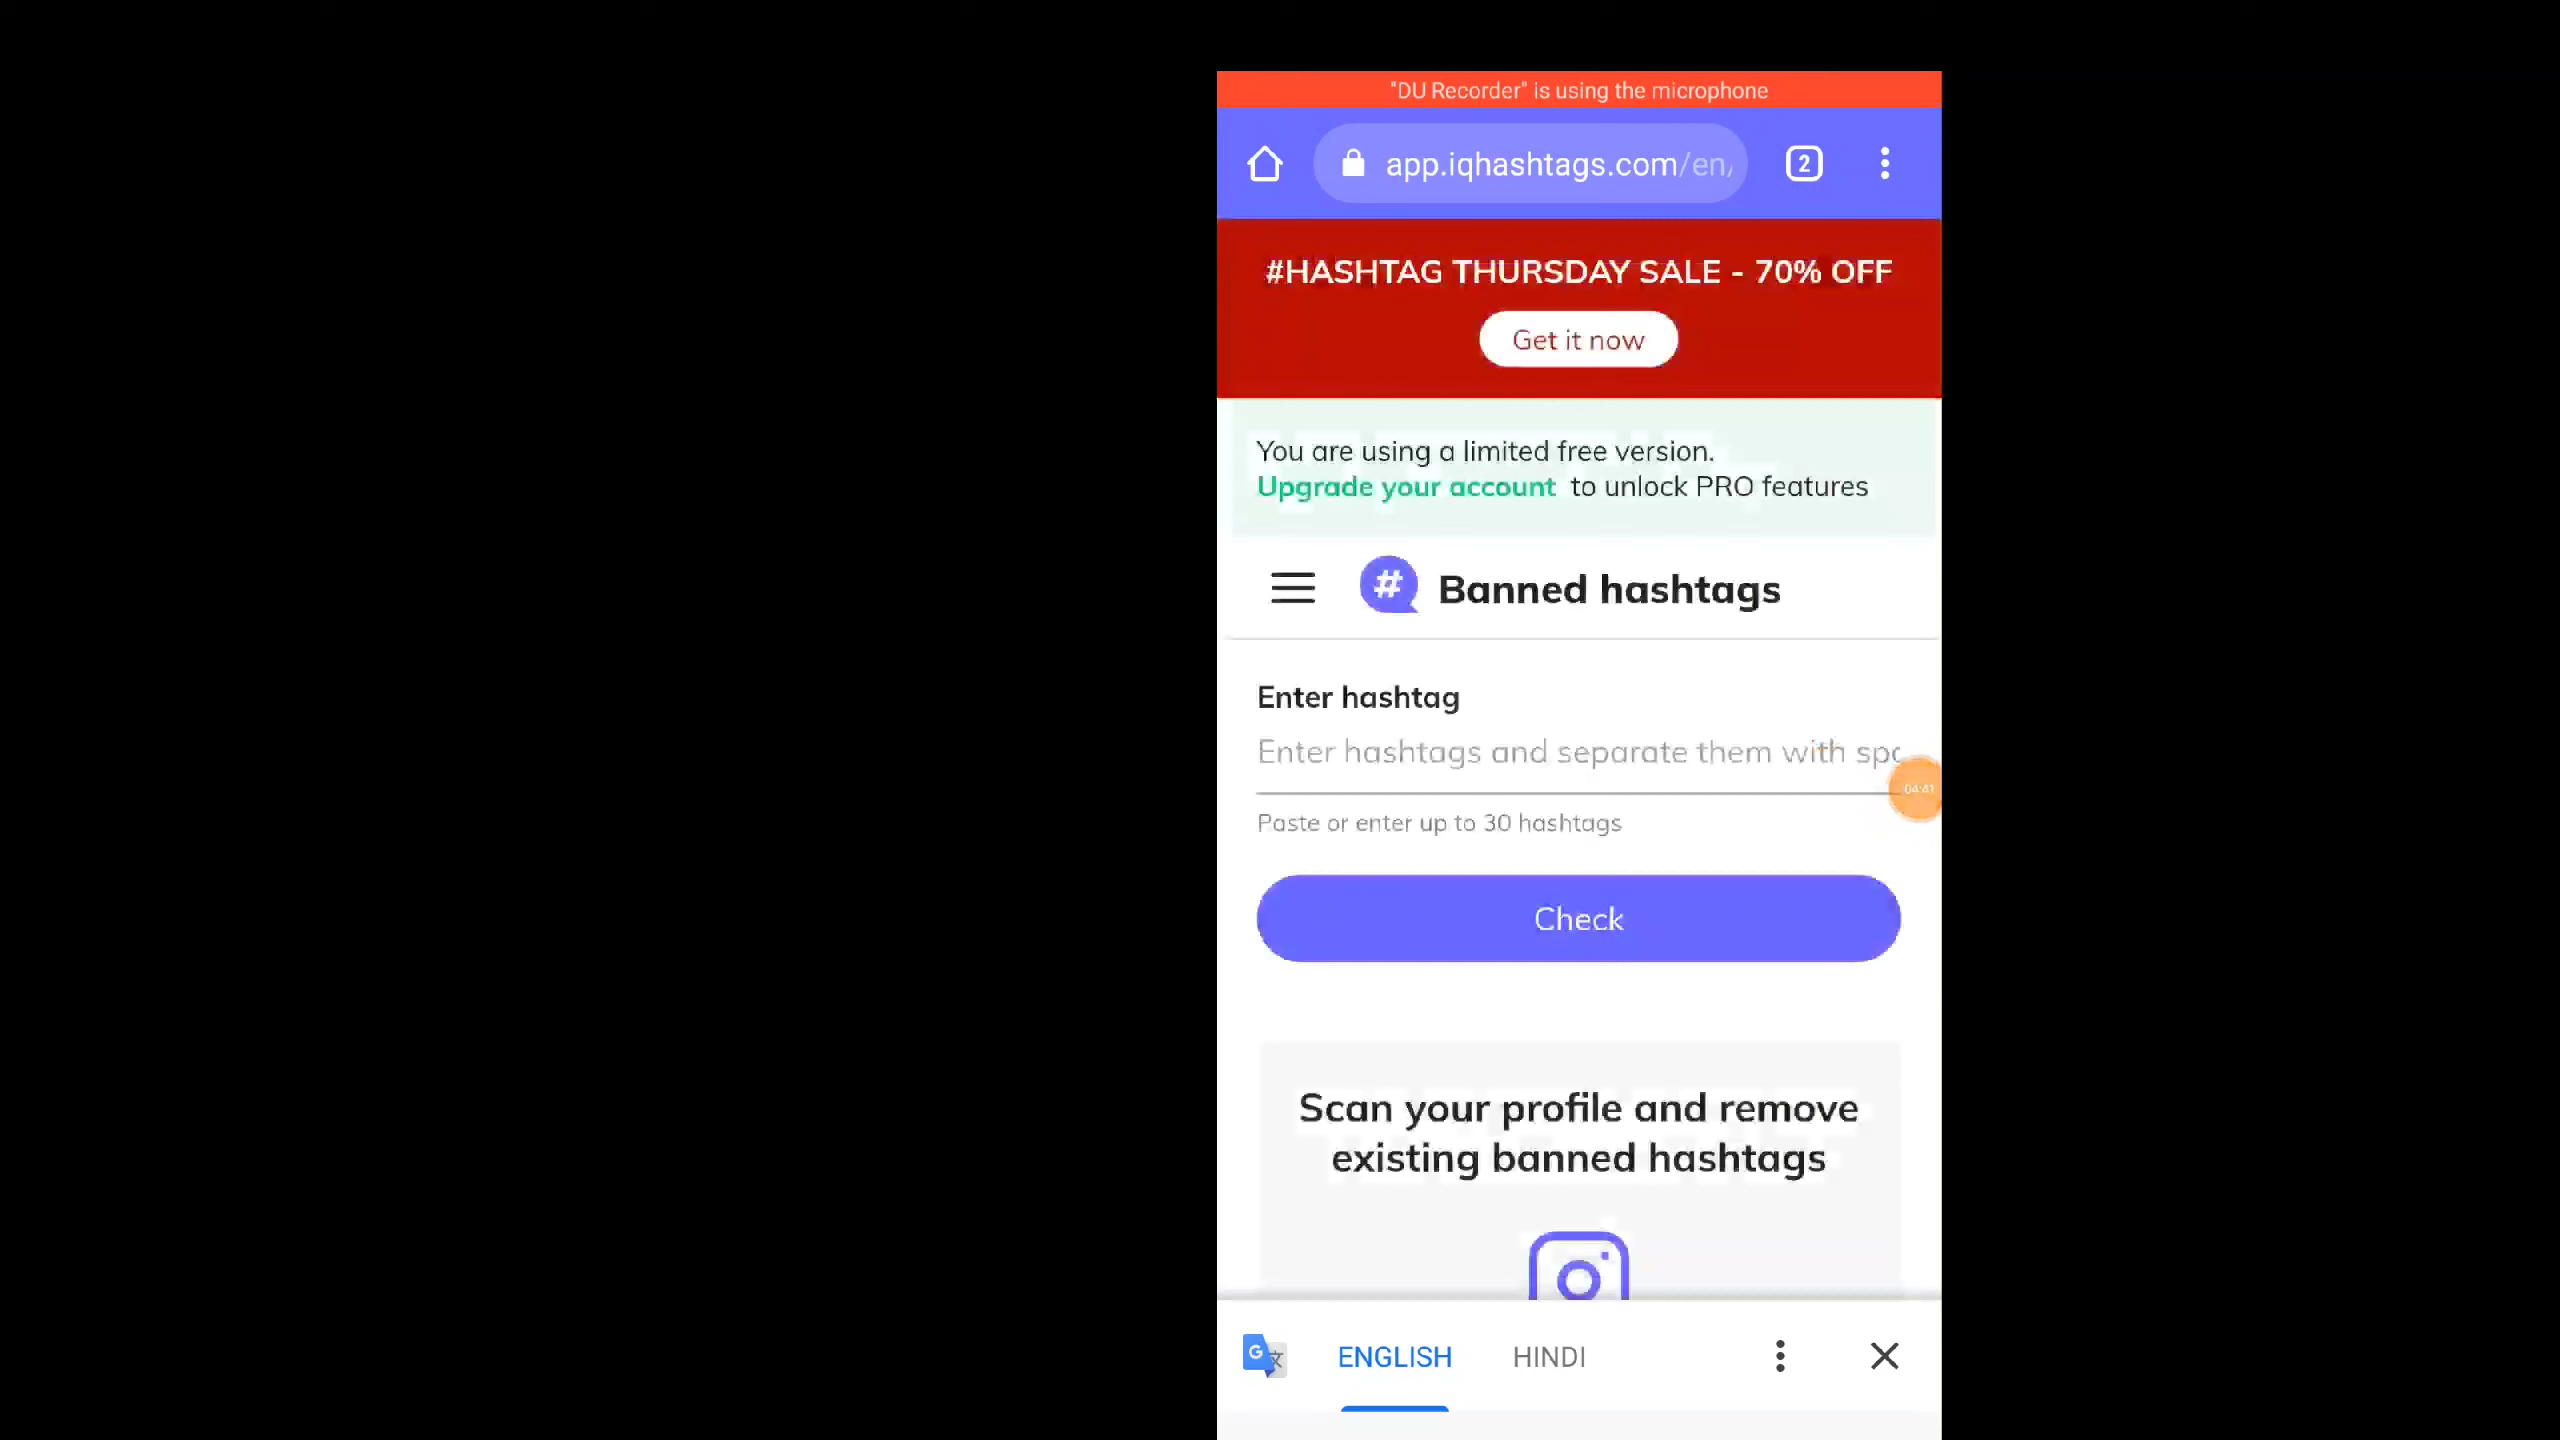 "DU Recorder" is using the microphone
app.iqhashtags.com/en/
2
#HASHTAG THURSDAY SALE - 70% OFF
Get it now
You are using a limited free version.
Upgrade your account to unlock PRO features
# Banned hashtags
Enter hashtag
Enter hashtags and separate them with spc
04:41
Paste or enter up to 30 hashtags
Check
Scan your profile and remove
existing banned hashtags
G 文 ENGLISH HINDI